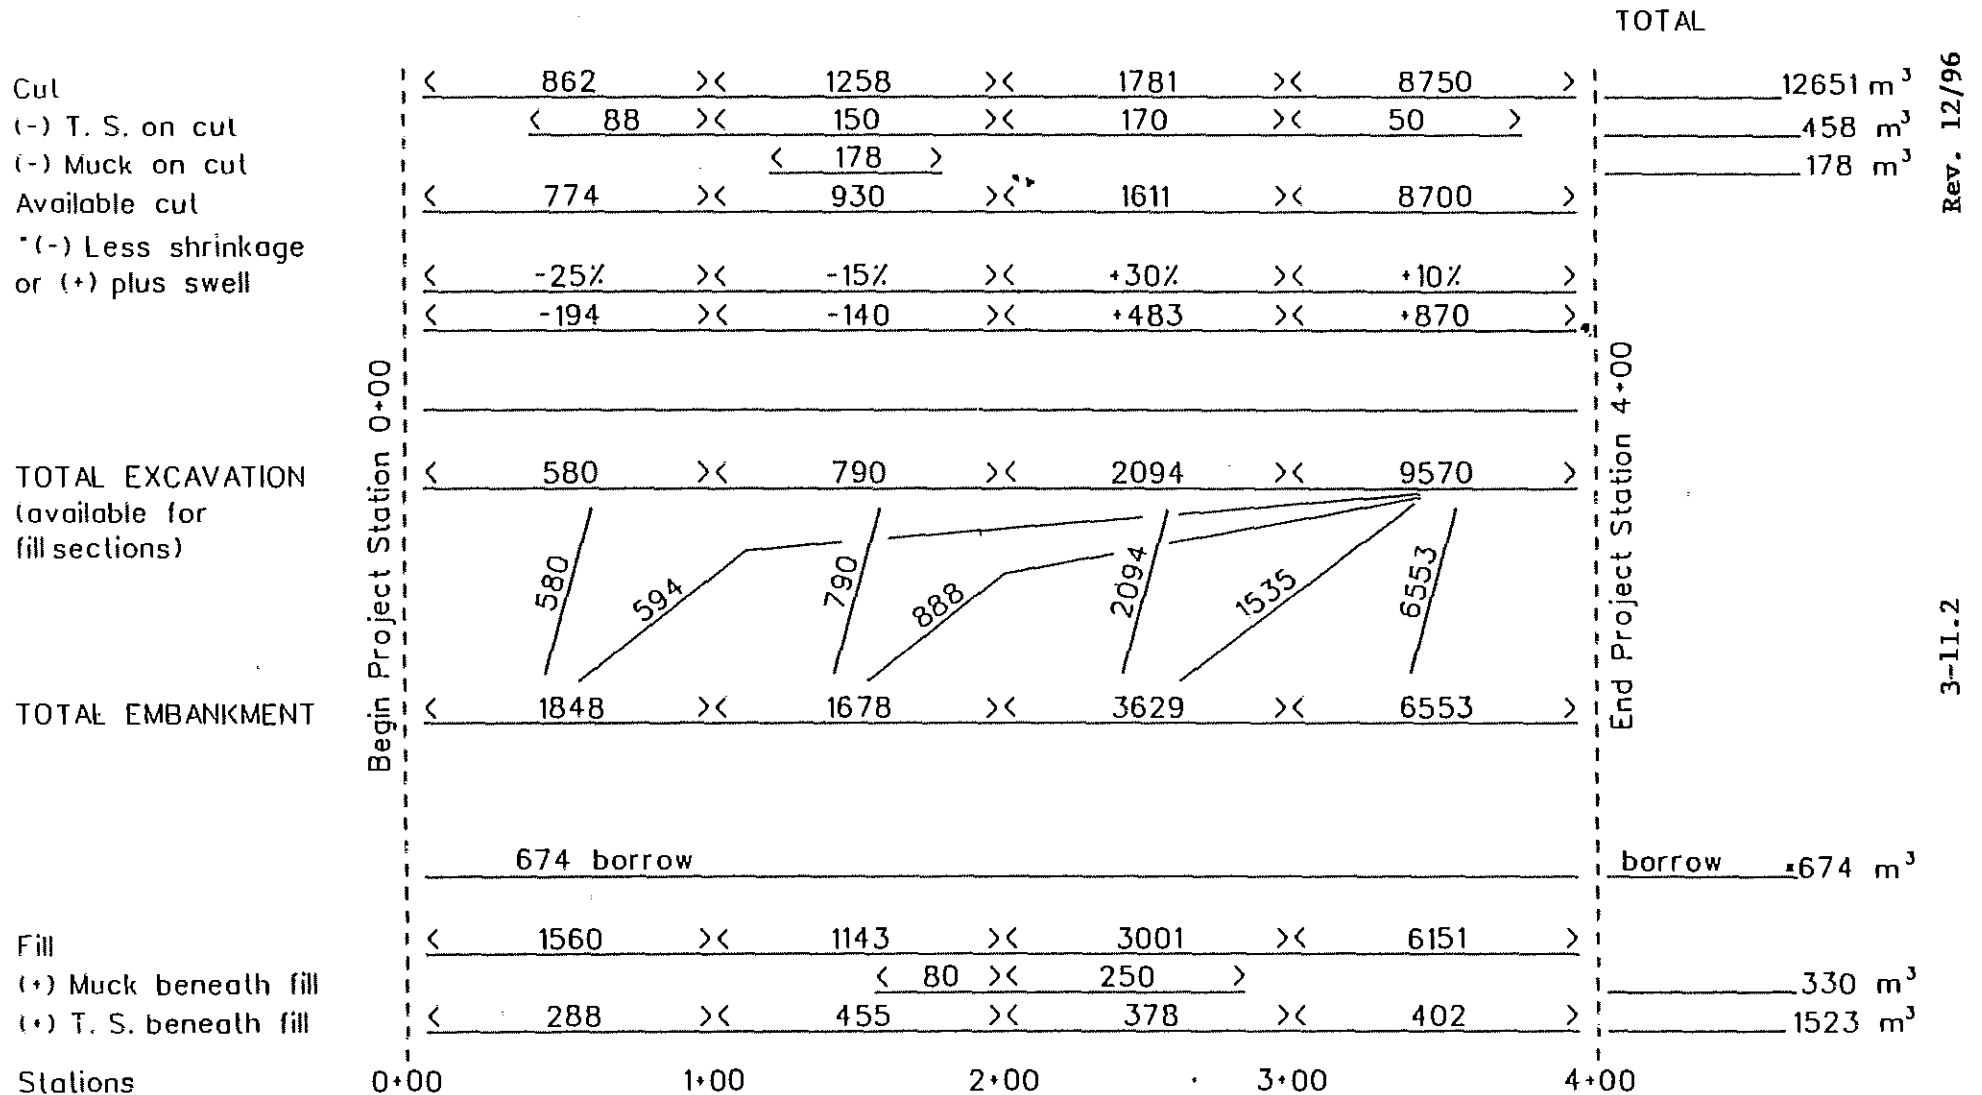 TOTAL
Cut < 862 >< 1258 >< 1781 >< 8750 > 12651 m³
(-) T. S. on cut < 88 >< 150 >< 170 >< 50 > 458 m³
(-) Muck on cut < 178 > 178 m³
Available cut < 774 >< 930 >< 1611 >< 8700 >
*(-) Less shrinkage
or (+) plus swell < -25% >< -15% >< +30% >< +10% >
< -194 >< -140 >< +483 >< +870 >
Begin Project Station 0+00
End Project Station 4+00
TOTAL EXCAVATION < 580 >< 790 >< 2094 >< 9570 >
(available for
fill sections)
580 594 790 888 2094 1535 6553
TOTAL EMBANKMENT < 1848 >< 1678 >< 3629 >< 6553 >
674 borrow borrow *674 m³
Fill < 1560 >< 1143 >< 3001 >< 6151 >
(+) Muck beneath fill < 80 >< 250 > 330 m³
(+) T. S. beneath fill < 288 >< 455 >< 378 >< 402 > 1523 m³
Stations 0+00 1+00 2+00 3+00 4+00
Rev. 12/96
3-11.2